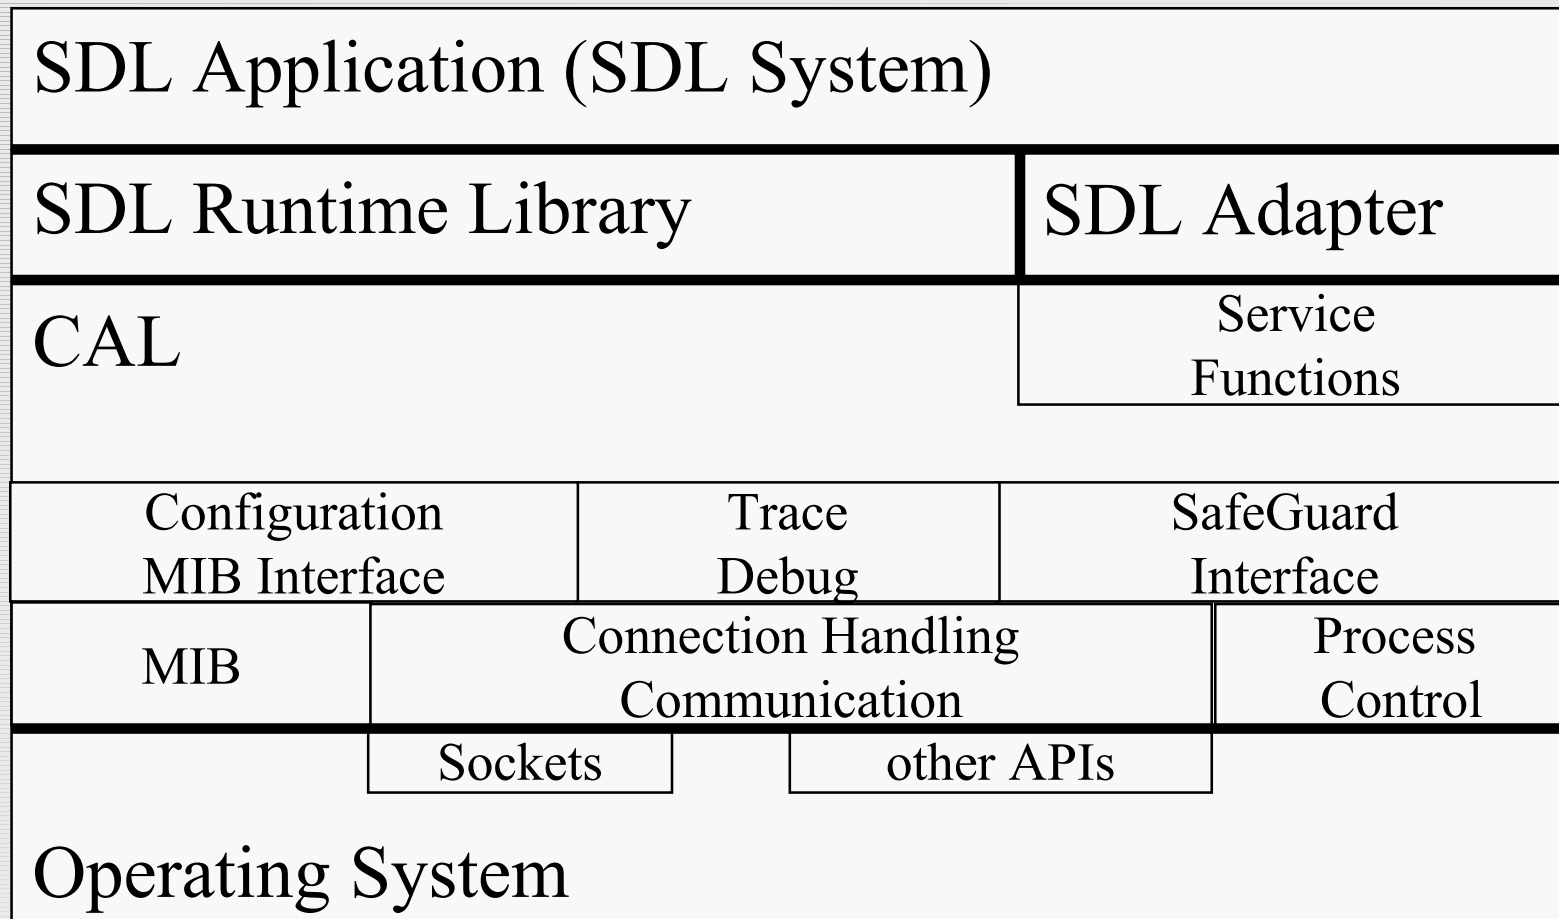 SDL Application (SDL System)
SDL Runtime Library
SDL Adapter
CAL
Service
Functions
Configuration
MIB Interface
Trace
Debug
SafeGuard
Interface
MIB
Connection Handling
Communication
Process
Control
Sockets
other APIs
Operating System